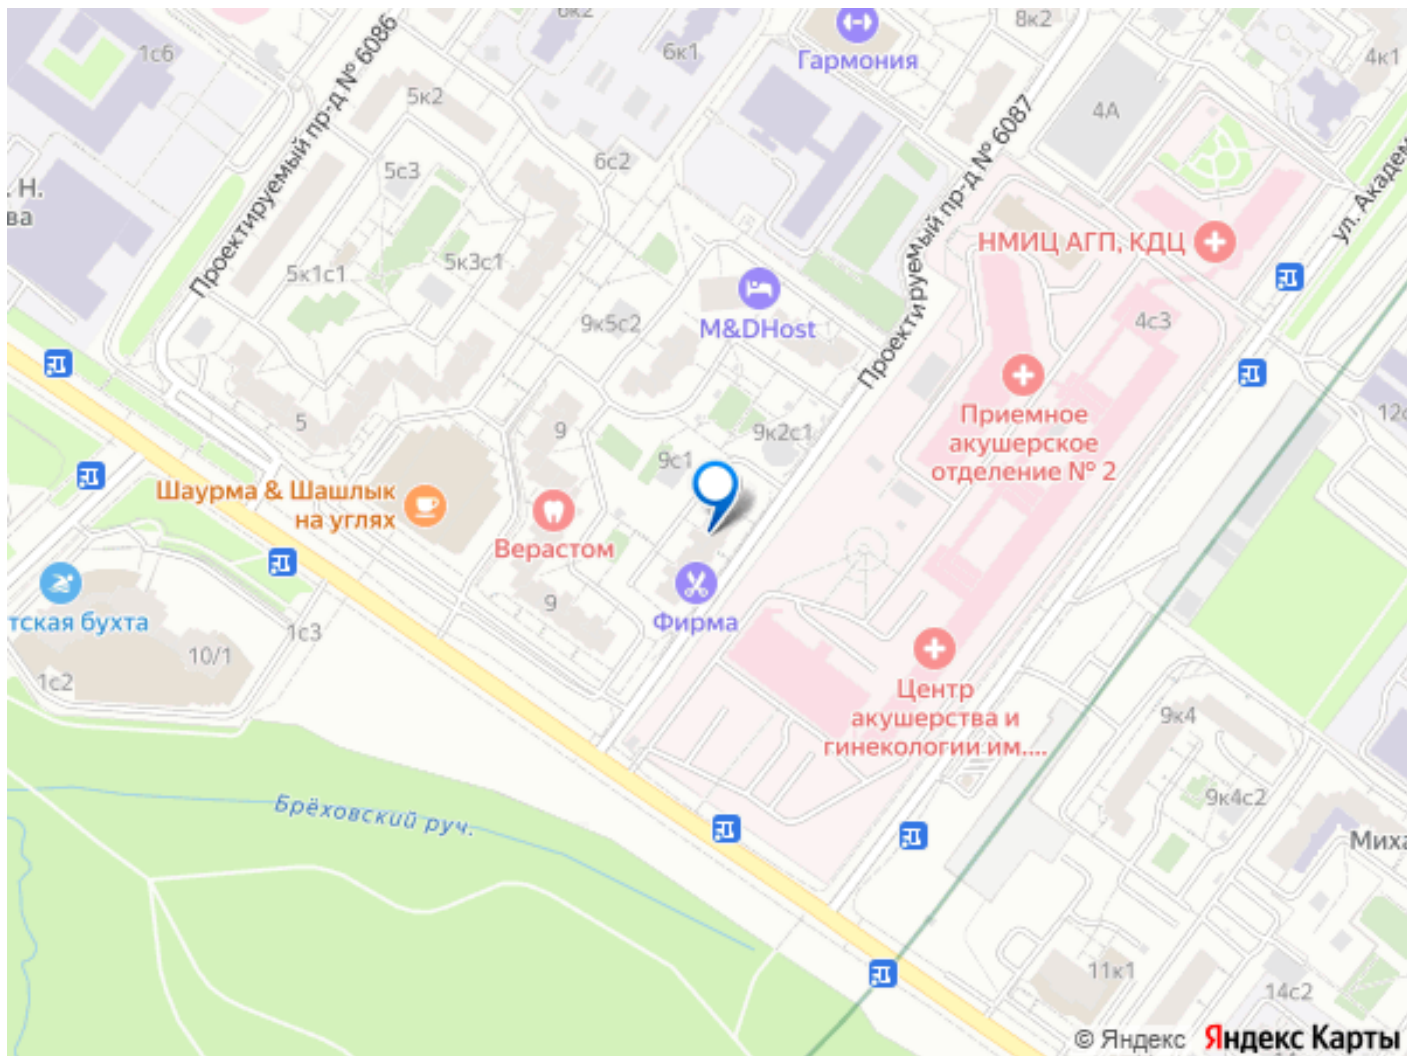 6к2
8к2
1с6
6к1
Гармония
4к1
Проектируемый пр-д № 6086
5к2
4А
Проектируемый пр-д № 6087
6с2
5с3
. Н.
ва
ул. Академ
НМИЦ АГП, КДЦ
5к3с1
5к1с1
9к5с2
M&DHost
4с3
Приемное
акушерское
отделение № 2
12с
5
9
9к2с1
9с1
Шаурма & Шашлык
на углях
Верастом
Фирма
тская бухта
9
1с3
10/1
1с2
Центр
акушерства и
гинекологии им....
9к4
9к4с2
Брёховский руч.
Миха
11к1
14с2
© Яндекс Яндекс Карты